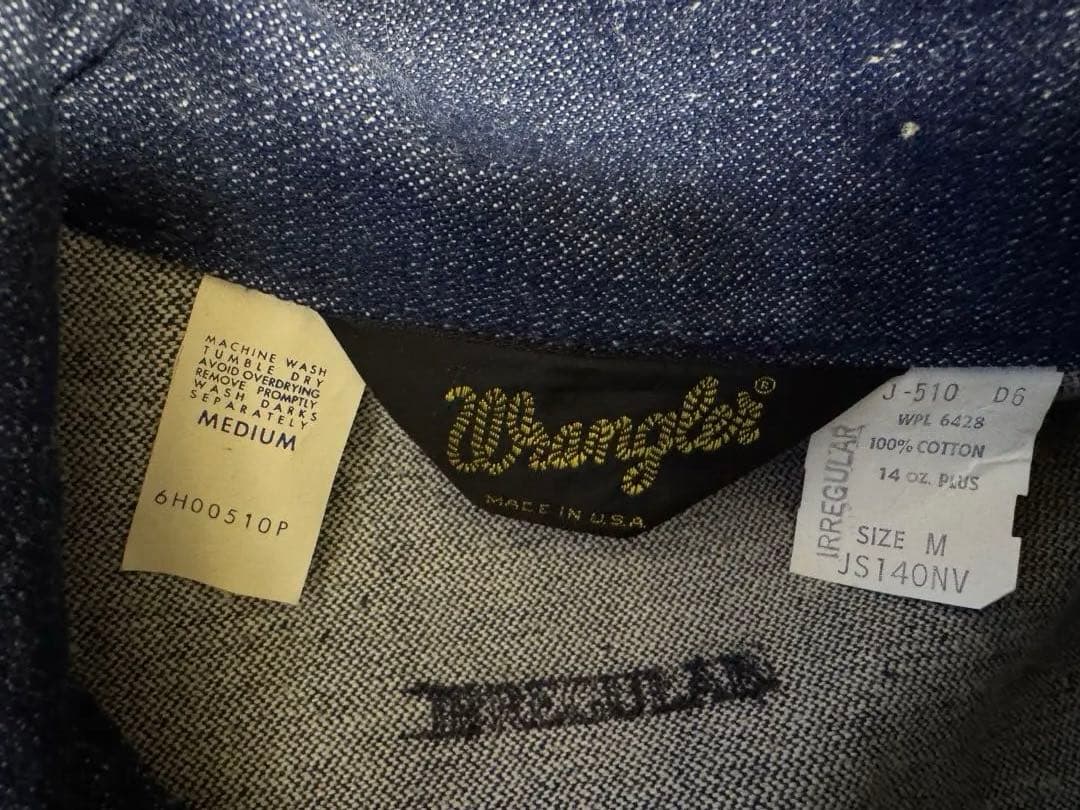 MACHINE WASH
TUMBLE DRY
AVOID OVERDRYING
REMOVE PROMPTLY
WASH DARKS
SEPARATELY
MEDIUM
6H00510P
Wrangler®
MADE IN U.S.A.
J-510 D6
WPL 6428
100% COTTON
14 OZ. PLUS
IRREGULAR
SIZE M
JS140NV
IRREGULAR